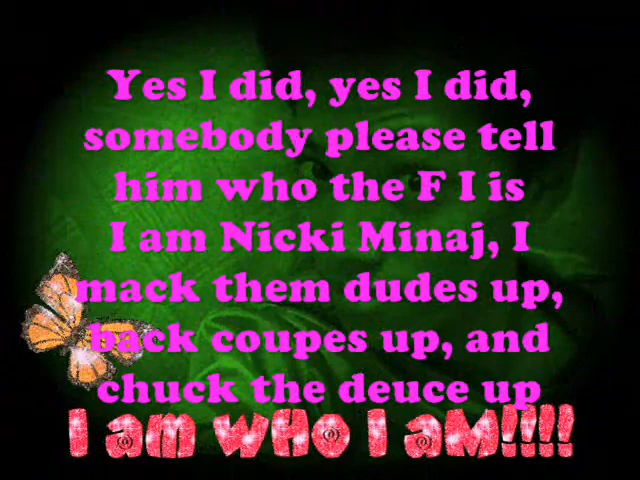 Yes I did, yes I did,
somebody please tell
him who the F I is
I am Nicki Minaj, I
mack them dudes up,
back coupes up, and
chuck the deuce up
I am wHo I aM!!!!